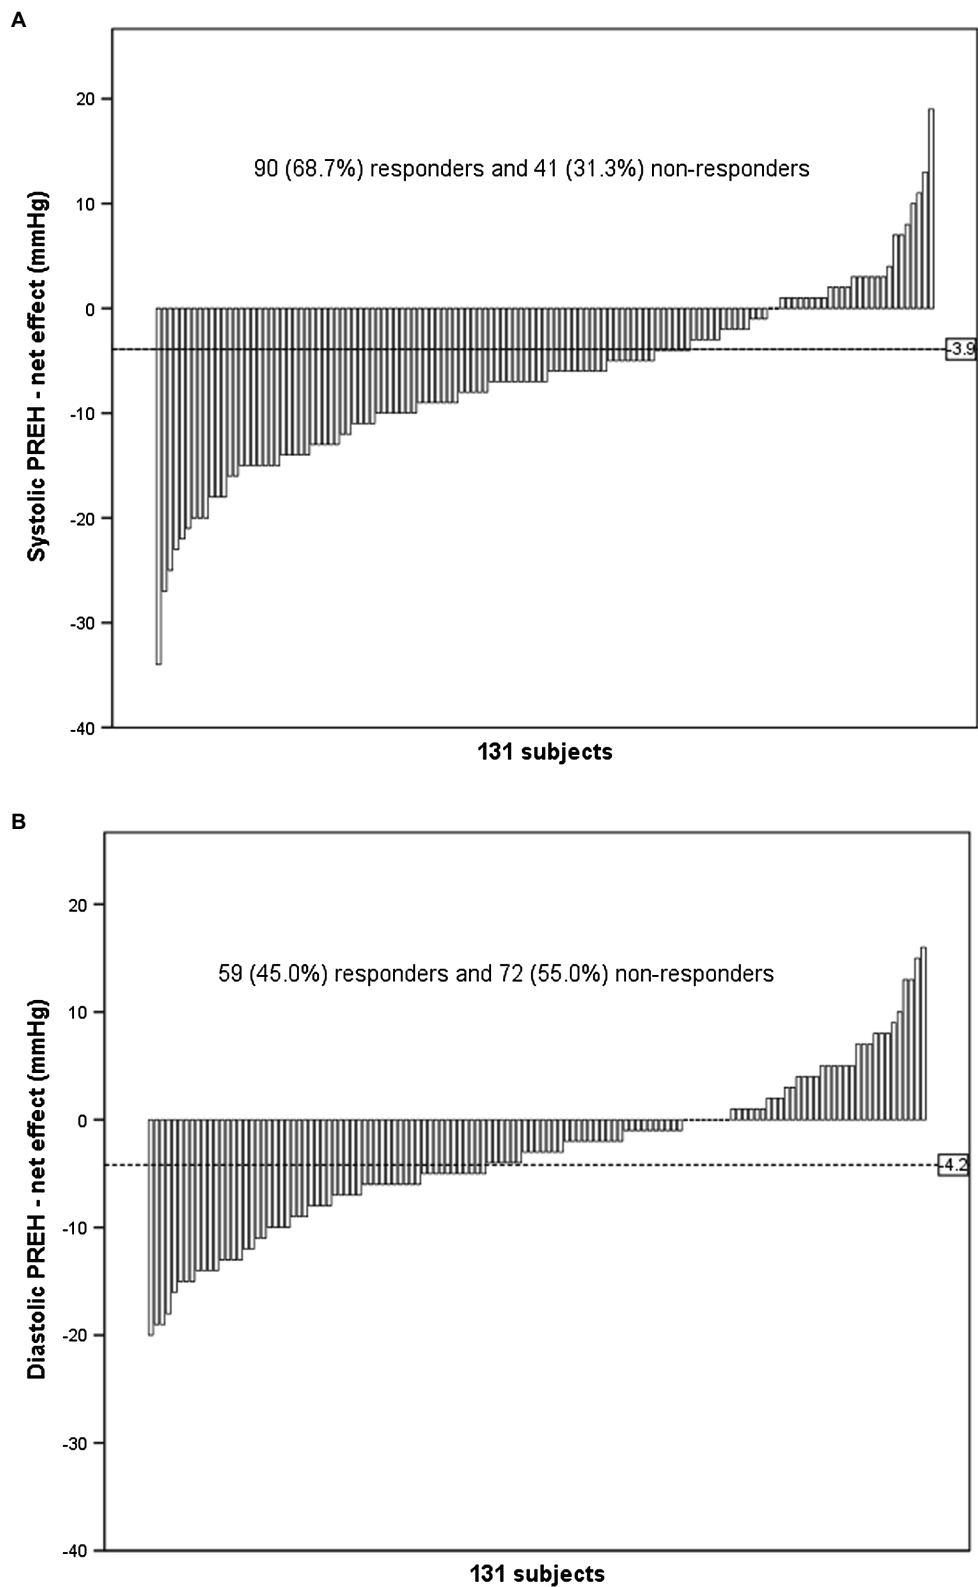 A
20
90 (68.7%) responders and 41 (31.3%) non-responders
10
0
-3.9
-10
-20
-30
-40
Systolic PREH - net effect (mmHg)
131 subjects
B
20
59 (45.0%) responders and 72 (55.0%) non-responders
10
0
-4.2
-10
-20
-30
-40
Diastolic PREH - net effect (mmHg)
131 subjects